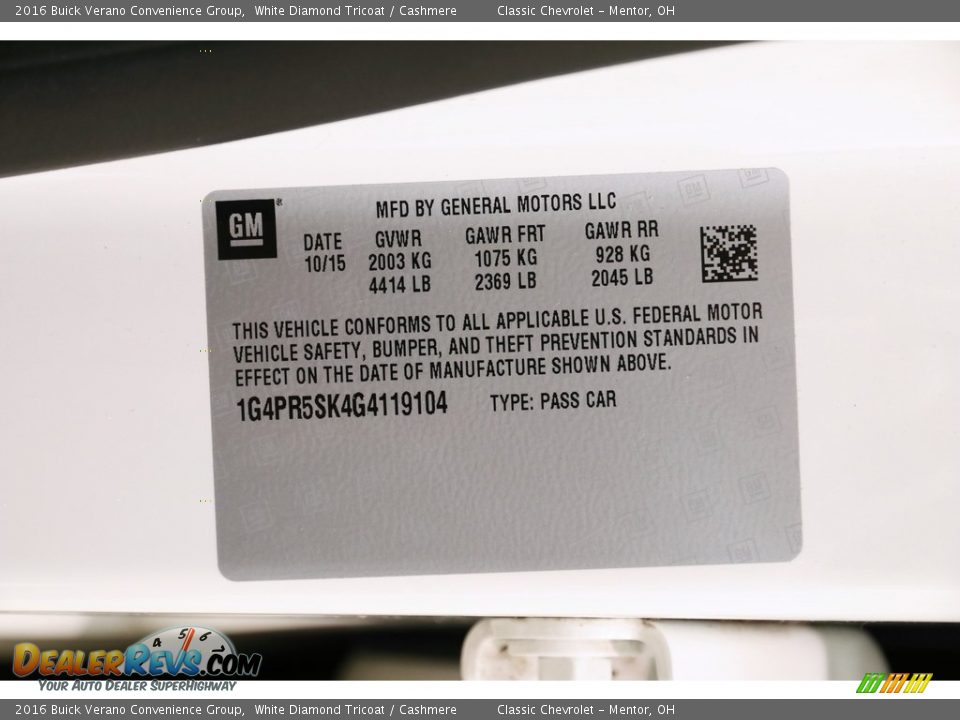 2016 Buick Verano Convenience Group,  White Diamond Tricoat / Cashmere  Classic Chevrolet – Mentor, OH
GM®
MFD BY GENERAL MOTORS LLC
DATE GVWR GAWR FRT GAWR RR
10/15 2003 KG 1075 KG 928 KG
4414 LB 2369 LB 2045 LB
THIS VEHICLE CONFORMS TO ALL APPLICABLE U.S. FEDERAL MOTOR
VEHICLE SAFETY, BUMPER, AND THEFT PREVENTION STANDARDS IN
EFFECT ON THE DATE OF MANUFACTURE SHOWN ABOVE.
1G4PR5SK4G4119104 TYPE: PASS CAR
4 5 6
DealerRevs.com
Your Auto Dealer SuperHighway
2016 Buick Verano Convenience Group,  White Diamond Tricoat / Cashmere  Classic Chevrolet – Mentor, OH